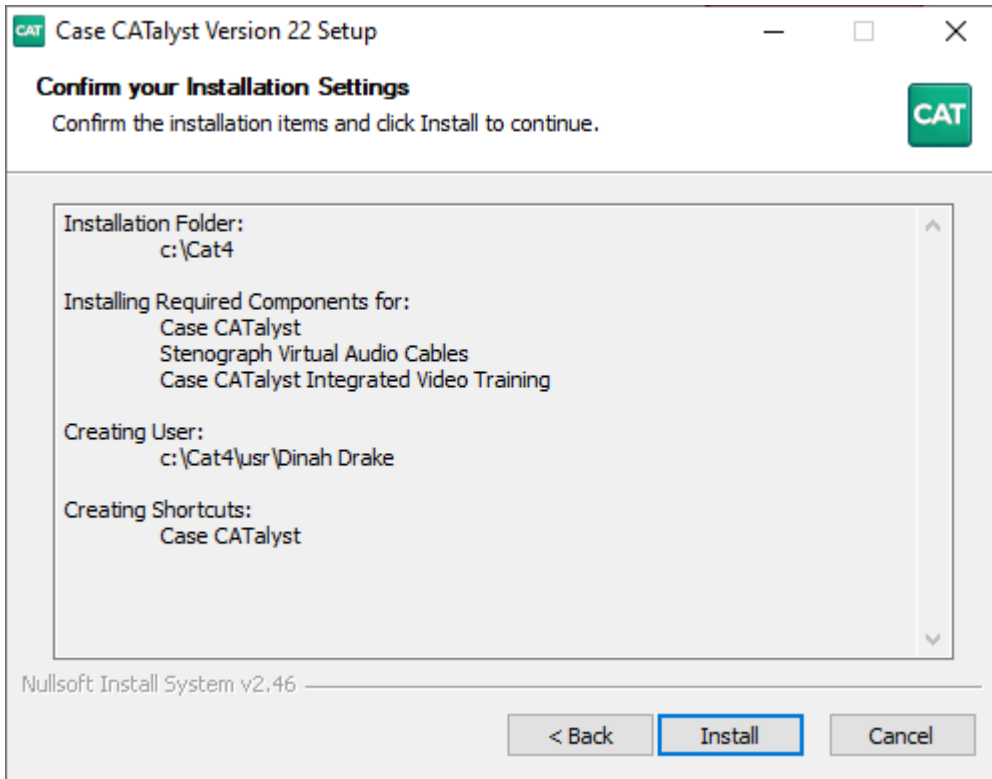 CAT Case CATalyst Version 22 Setup
Confirm your Installation Settings
Confirm the installation items and click Install to continue.
CAT
Installation Folder:
c:\Cat4
Installing Required Components for:
Case CATalyst
Stenograph Virtual Audio Cables
Case CATalyst Integrated Video Training
Creating User:
c:\Cat4\usr\Dinah Drake
Creating Shortcuts:
Case CATalyst
Nullsoft Install System v2.46
< Back Install Cancel